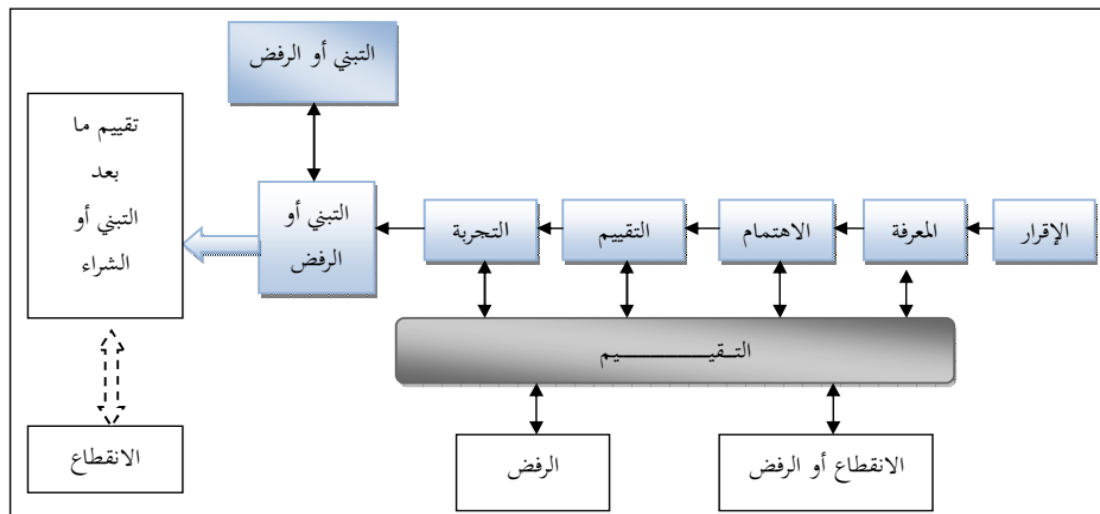 التبني أو الرفض
تقييم ما
بعد
التبني أو
الشراء
الإقرار
المعرفة
الاهتمام
التقييم
التجربة
التبني أو
الرفض
التـقيـــــــــــيم
الانقطاع أو الرفض
الرفض
الانقطاع